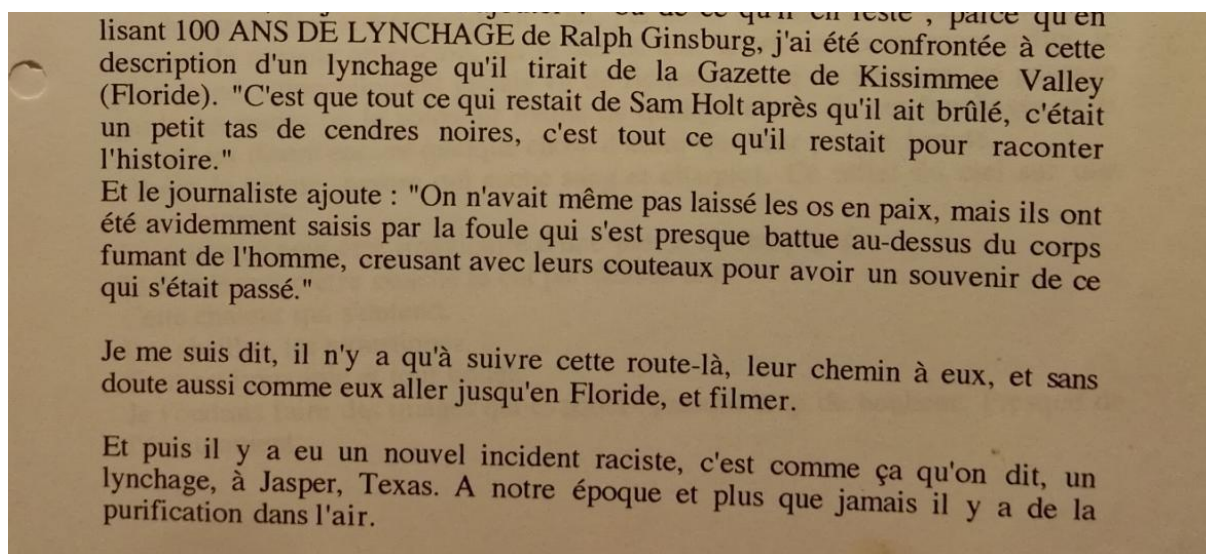 qu'il en reste", parce qu'en
lisant 100 ANS DE LYNCHAGE de Ralph Ginsburg, j'ai été confrontée à cette
description d'un lynchage qu'il tirait de la Gazette de Kissimmee Valley
(Floride). "C'est que tout ce qui restait de Sam Holt après qu'il ait brûlé, c'était
un petit tas de cendres noires, c'est tout ce qu'il restait pour raconter
l'histoire."
Et le journaliste ajoute : "On n'avait même pas laissé les os en paix, mais ils ont
été avidemment saisis par la foule qui s'est presque battue au-dessus du corps
fumant de l'homme, creusant avec leurs couteaux pour avoir un souvenir de ce
qui s'était passé."
Je me suis dit, il n'y a qu'à suivre cette route-là, leur chemin à eux, et sans
doute aussi comme eux aller jusqu'en Floride, et filmer.
Et puis il y a eu un nouvel incident raciste, c'est comme ça qu'on dit, un
lynchage, à Jasper, Texas. A notre époque et plus que jamais il y a de la
purification dans l'air.